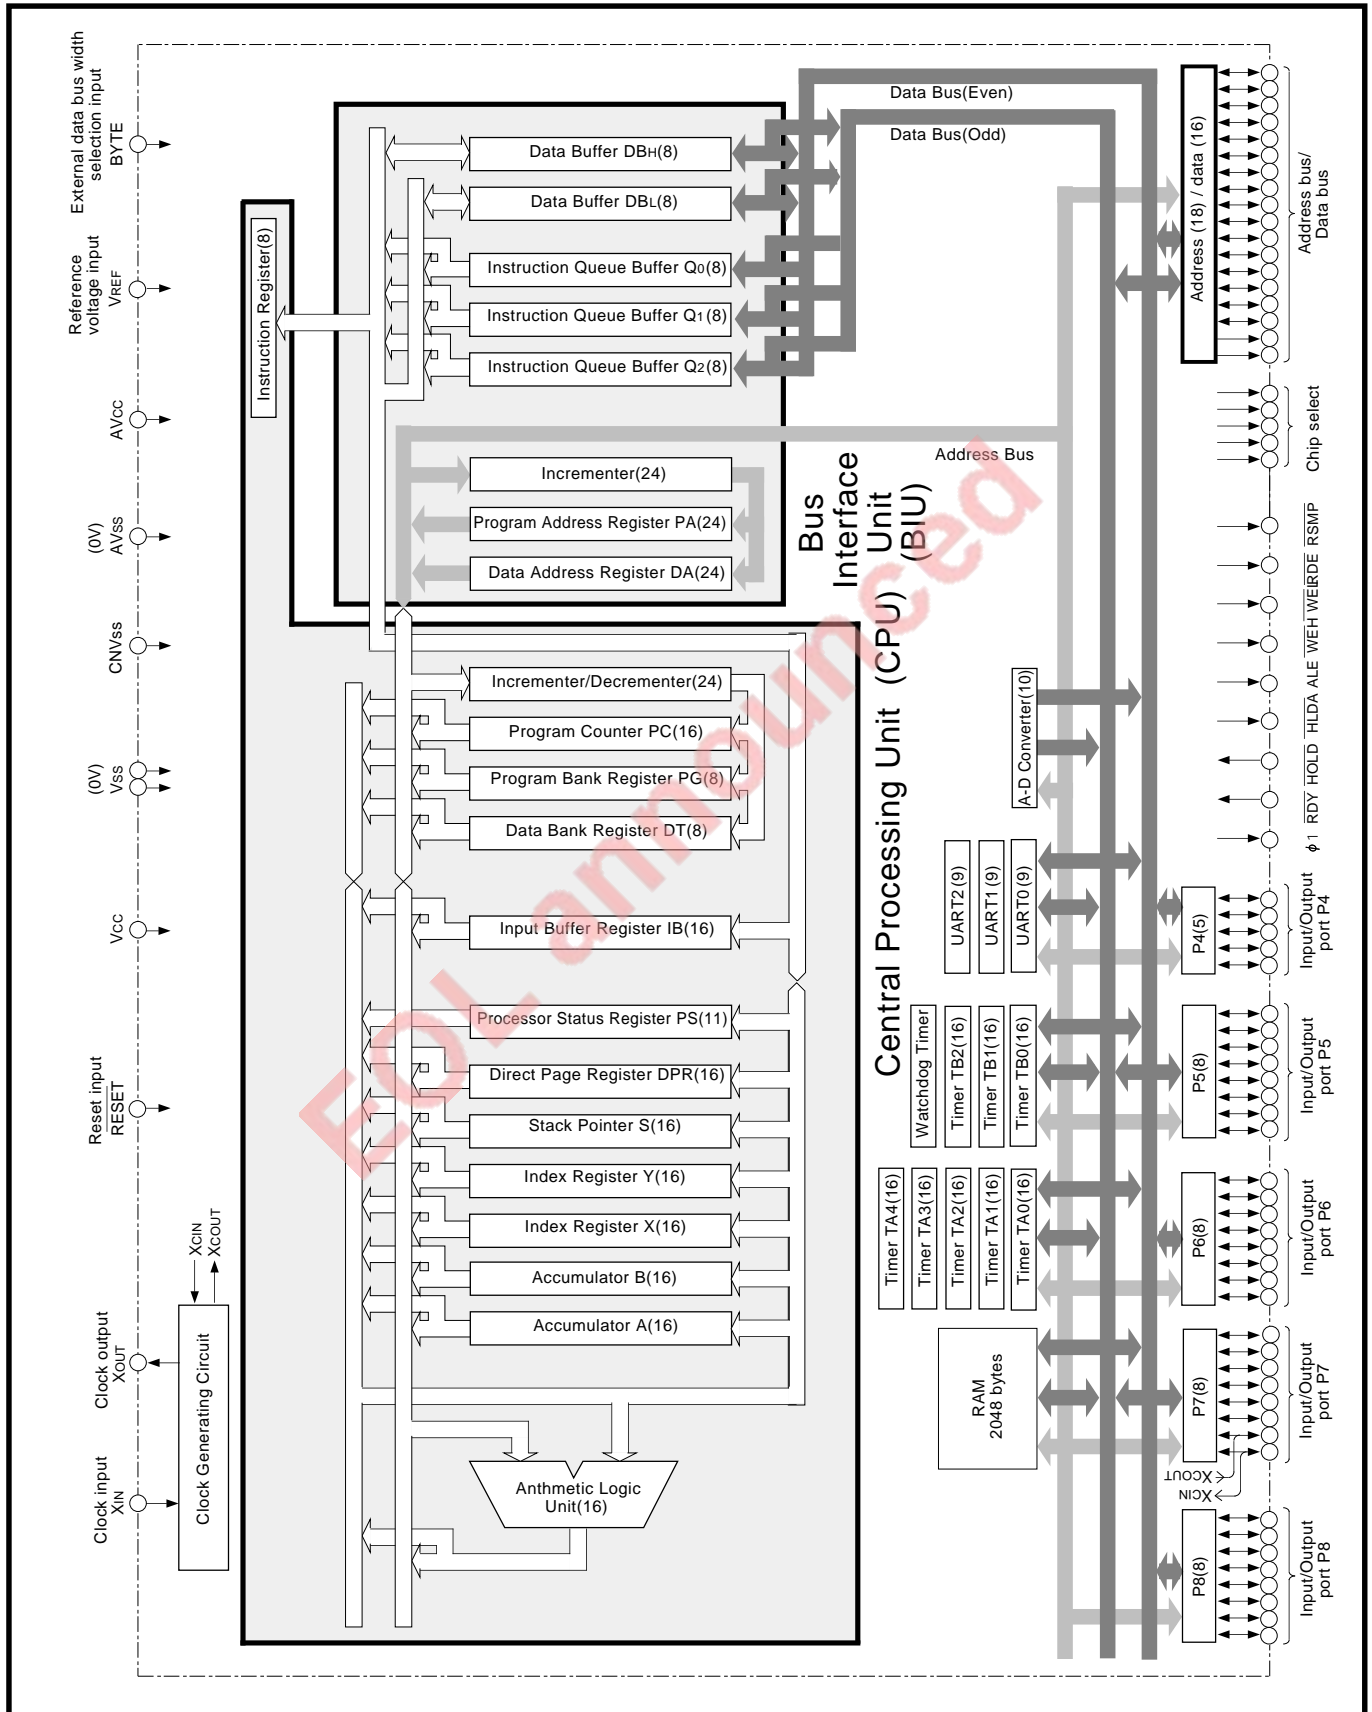 External data bus width
selection input
BYTE
Reference
voltage input
VREF
AVCC
(0V)
AVSS
CNVSS
(0V)
VSS
VCC
Reset input
RESET
Clock output
XOUT
Clock input
XIN
XCIN
XCOUT
Clock Generating Circuit
Instruction Register(8)
Data Buffer DBH(8)
Data Buffer DBL(8)
Instruction Queue Buffer Q0(8)
Instruction Queue Buffer Q1(8)
Instruction Queue Buffer Q2(8)
Incrementer(24)
Program Address Register PA(24)
Data Address Register DA(24)
Bus
Interface
Unit
(BIU)
Data Bus(Even)
Data Bus(Odd)
Address Bus
Incrementer/Decrementer(24)
Program Counter PC(16)
Program Bank Register PG(8)
Data Bank Register DT(8)
Input Buffer Register IB(16)
Processor Status Register PS(11)
Direct Page Register DPR(16)
Stack Pointer S(16)
Index Register Y(16)
Index Register X(16)
Accumulator B(16)
Accumulator A(16)
Anthmetic Logic
Unit(16)
Central Processing Unit (CPU)
A-D Converter(10)
UART2(9)
UART1(9)
UART0(9)
Watchdog Timer
Timer TB2(16)
Timer TB1(16)
Timer TB0(16)
Timer TA4(16)
Timer TA3(16)
Timer TA2(16)
Timer TA1(16)
Timer TA0(16)
RAM
2048 bytes
Address (18) / data (16)
P4(5)
P5(8)
P6(8)
P7(8)
P8(8)
Address bus/
Data bus
Chip select
φ1 RDY HOLD HLDA ALE WEH WEL RDE RSMP
Input/Output
port P4
Input/Output
port P5
Input/Output
port P6
Input/Output
port P7
XCOUT
XCIN
Input/Output
port P8
EOL announced